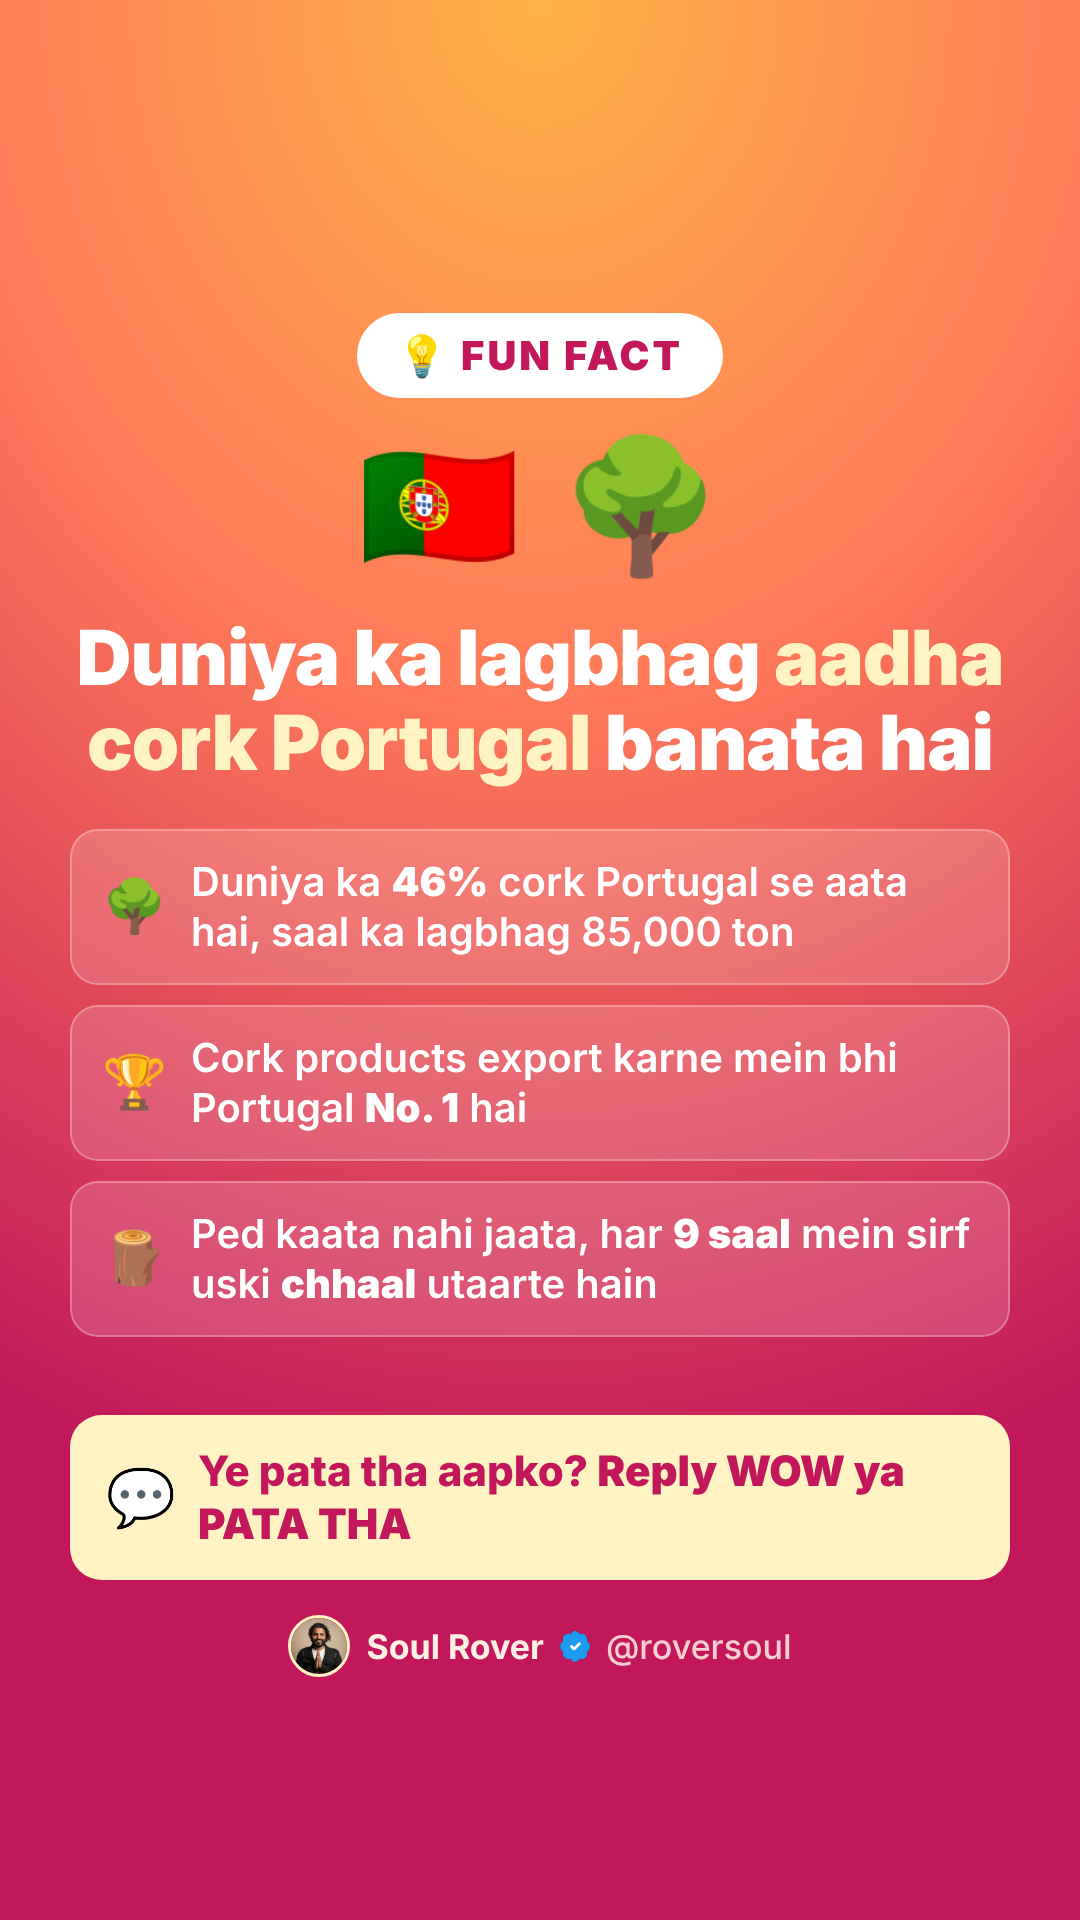 💡 FUN FACT
Duniya ka lagbhag aadha
cork Portugal banata hai
Duniya ka 46% cork Portugal se aata
hai, saal ka lagbhag 85,000 ton
Cork products export karne mein bhi
Portugal No. 1 hai
Ped kaata nahi jaata, har 9 saal mein sirf
uski chhaal utaarte hain
Ye pata tha aapko? Reply WOW ya
PATA THA
Soul Rover @roversoul